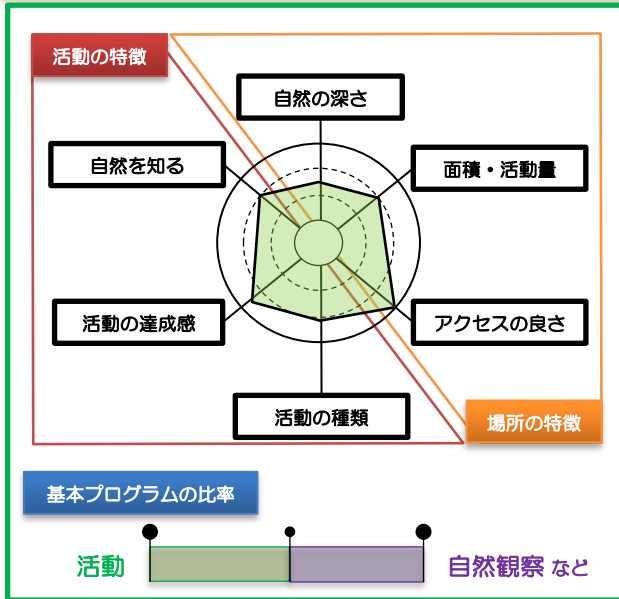 活動の特徴
自然の深さ
自然を知る
面積・活動量
活動の達成感
アクセスの良さ
活動の種類
場所の特徴
基本プログラムの比率
活動
自然観察 など